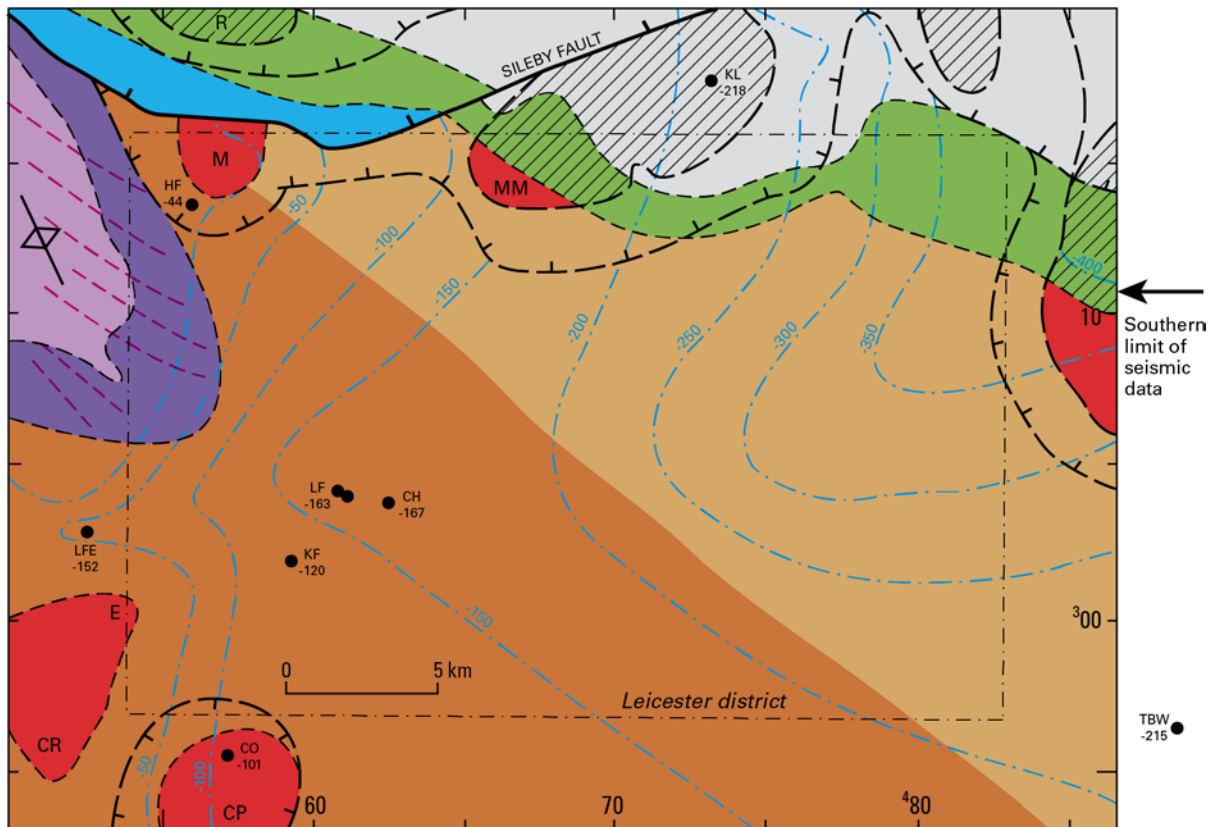 R
SILEBY FAULT
KL
-218
M
HF
-44
MM
-50
-100
-150
-200
-250
-300
-350
-400
10
Southern
limit of
seismic
data
LF
-163
CH
-167
LFE
-152
KF
-120
E
-150
³00
0 5 km
Leicester district
TBW
-215
CR
CO
-101
-50
-100
CP
60
70
⁴80